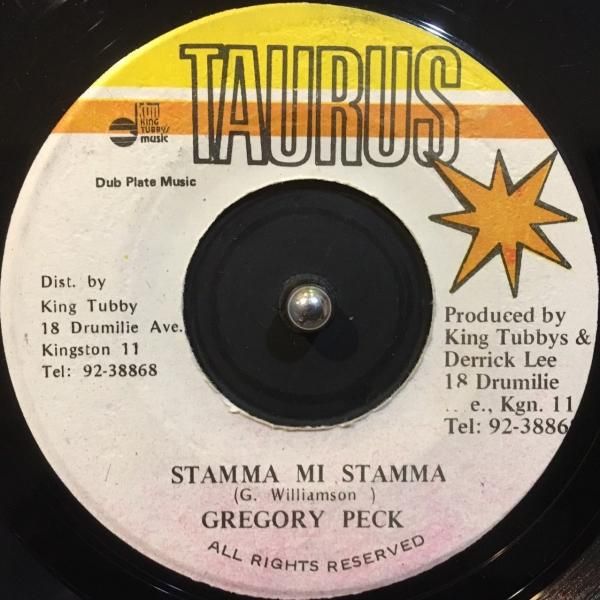 TAURUS
KING
TUBBYS
music
Dub Plate Music
Dist. by
King Tubby
18 Drumilie Ave.
Kingston 11
Tel: 92-38868
Produced by
King Tubbys &
Derrick Lee
18 Drumilie
e., Kgn. 11
Tel: 92-3886
STAMMA MI STAMMA
(G. Williamson )
GREGORY PECK
ALL RIGHTS RESERVED